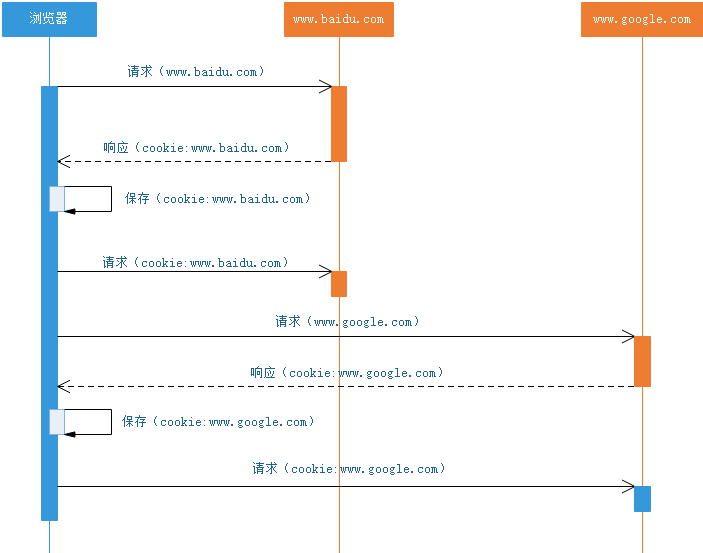 浏览器
www.baidu.com
www.google.com
请求（www.baidu.com）
响应（cookie:www.baidu.com）
保存（cookie:www.baidu.com）
请求（cookie:www.baidu.com）
请求（www.google.com）
响应（cookie:www.google.com）
保存（cookie:www.google.com）
请求（cookie:www.google.com）